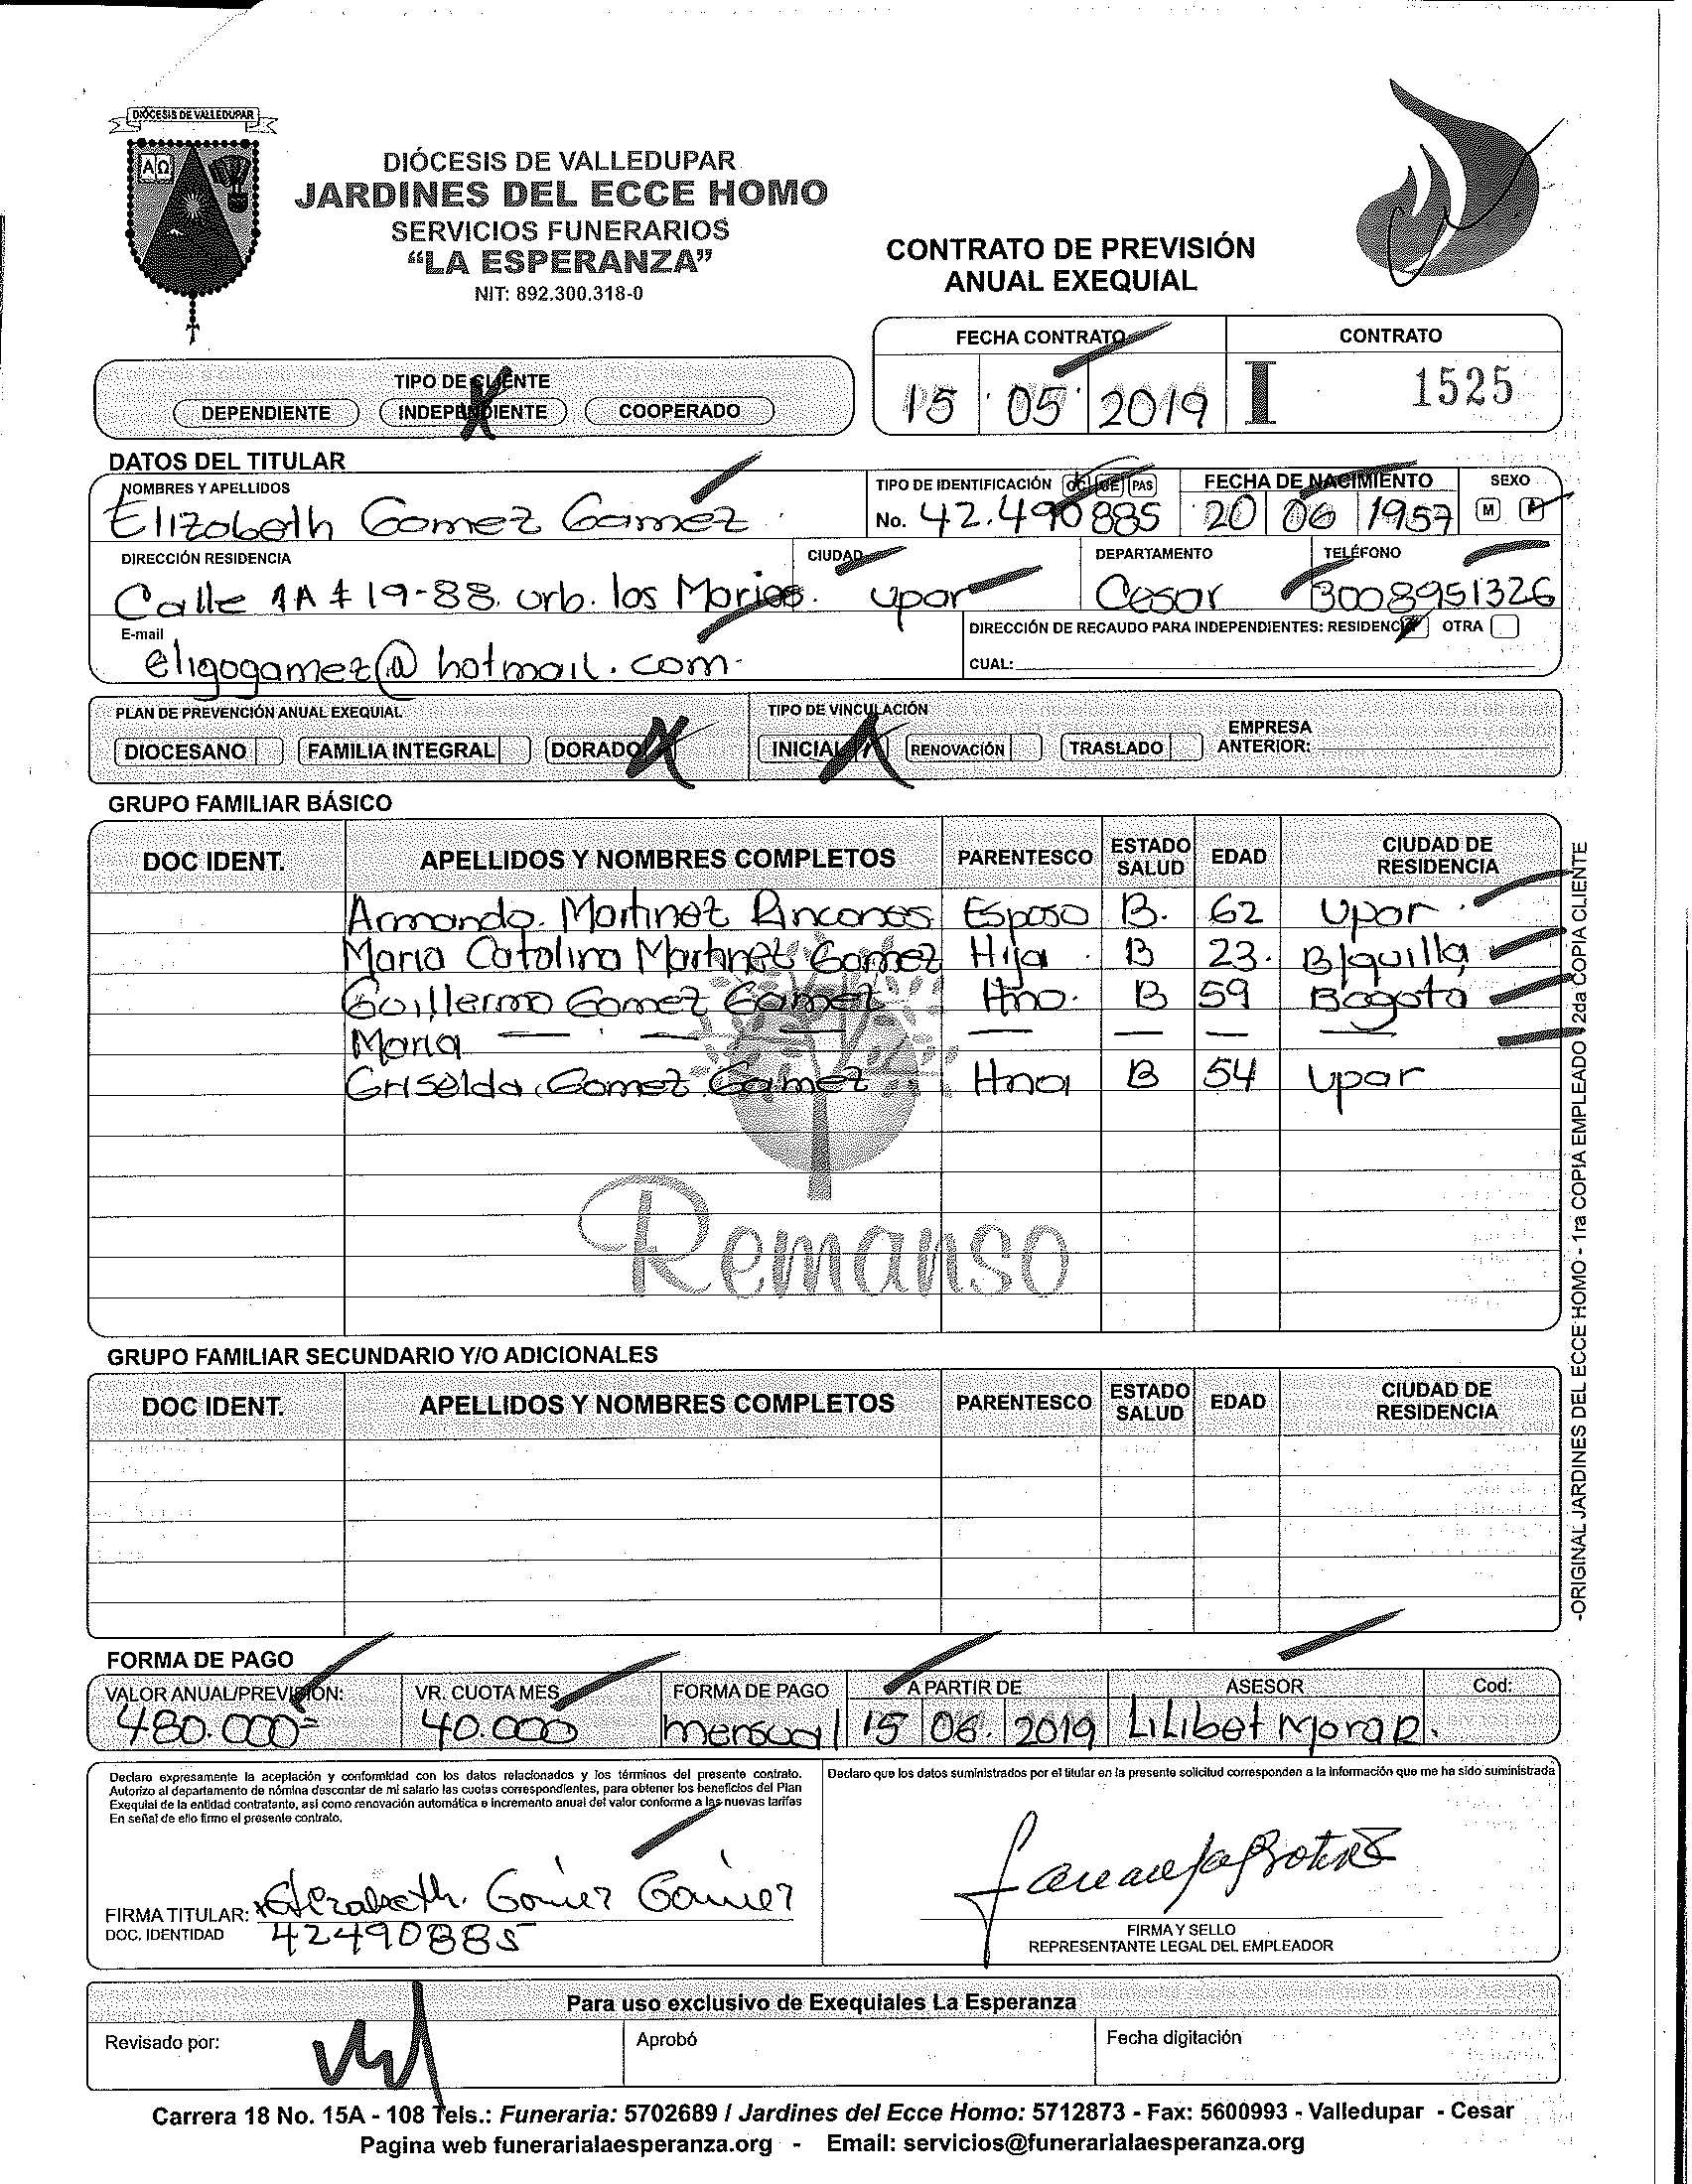 DIÓCESIS DE VALLEDUPAR
AΩ
DIÓCESIS DE VALLEDUPAR
JARDINES DEL ECCE HOMO
SERVICIOS FUNERARIOS
“LA ESPERANZA”
NIT: 892.300.318-0
CONTRATO DE PREVISIÓN
ANUAL EXEQUIAL
FECHA CONTRATO CONTRATO
15 05 2019 I 1525
TIPO DE CLIENTE
DEPENDIENTE INDEPENDIENTE X COOPERADO
DATOS DEL TITULAR
NOMBRES Y APELLIDOS TIPO DE IDENTIFICACIÓN CC CE PAS FECHA DE NACIMIENTO SEXO
Elizabeth Gomez Gamez No. 42.490885 20 06 1957 M F
DIRECCIÓN RESIDENCIA CIUDAD DEPARTAMENTO TELÉFONO
Calle 1A # 19-88. urb. los Marias. Upar Cesar 3008951326
E-mail DIRECCIÓN DE RECAUDO PARA INDEPENDIENTES: RESIDENCIA OTRA
eligogamez@hotmail.com. CUAL:
PLAN DE PREVENCIÓN ANUAL EXEQUIAL TIPO DE VINCULACIÓN
DIOCESANO FAMILIA INTEGRAL DORADO X INICIAL X RENOVACIÓN TRASLADO EMPRESA ANTERIOR:
GRUPO FAMILIAR BÁSICO
DOC IDENT. APELLIDOS Y NOMBRES COMPLETOS PARENTESCO ESTADO SALUD EDAD CIUDAD DE RESIDENCIA
Armando. Martinez Rincones Esposo B. 62 Upar.
Maria Catalina Martinez Gamez Hija B 23. B/quilla
Guillermo Gomez Gamez Hno. B 59 Bogota
Maria — — — — — — —
Griselda Gomez Gamez Hna B 54 Upar
Remanso
GRUPO FAMILIAR SECUNDARIO Y/O ADICIONALES
DOC IDENT. APELLIDOS Y NOMBRES COMPLETOS PARENTESCO ESTADO SALUD EDAD CIUDAD DE RESIDENCIA
-ORIGINAL JARDINES DEL ECCE HOMO - 1ra COPIA EMPLEADO - 2da COPIA CLIENTE
FORMA DE PAGO
VALOR ANUAL/PREVISIÓN: VR. CUOTA MES FORMA DE PAGO A PARTIR DE ASESOR Cod:
480.000= 40.000 mensual 15 06. 2019 Lilibet Mora R.
Declaro expresamente la aceptación y conformidad con los datos relacionados y los términos del presente contrato.
Autorizo al departamento de nómina descontar de mi salario las cuotas correspondientes, para obtener los beneficios del Plan
Exequial de la entidad contratante, asi como renovación automática e incremento anual del valor conforme a las nuevas tarifas
En señal de ello firmo el presente contrato.
Declaro que los datos suministrados por el titular en la presente solicitud corresponden a la información que me ha sido suministrada
FIRMA TITULAR: Elizabeth. Gómez Gámez
DOC. IDENTIDAD 42490885
FIRMA Y SELLO
REPRESENTANTE LEGAL DEL EMPLEADOR
Para uso exclusivo de Exequiales La Esperanza
Revisado por: Aprobó Fecha digitación
Carrera 18 No. 15A - 108 Tels.: Funeraria: 5702689 / Jardines del Ecce Homo: 5712873 - Fax: 5600993 - Valledupar - Cesar
Pagina web funerarialaesperanza.org - Email: servicios@funerarialaesperanza.org